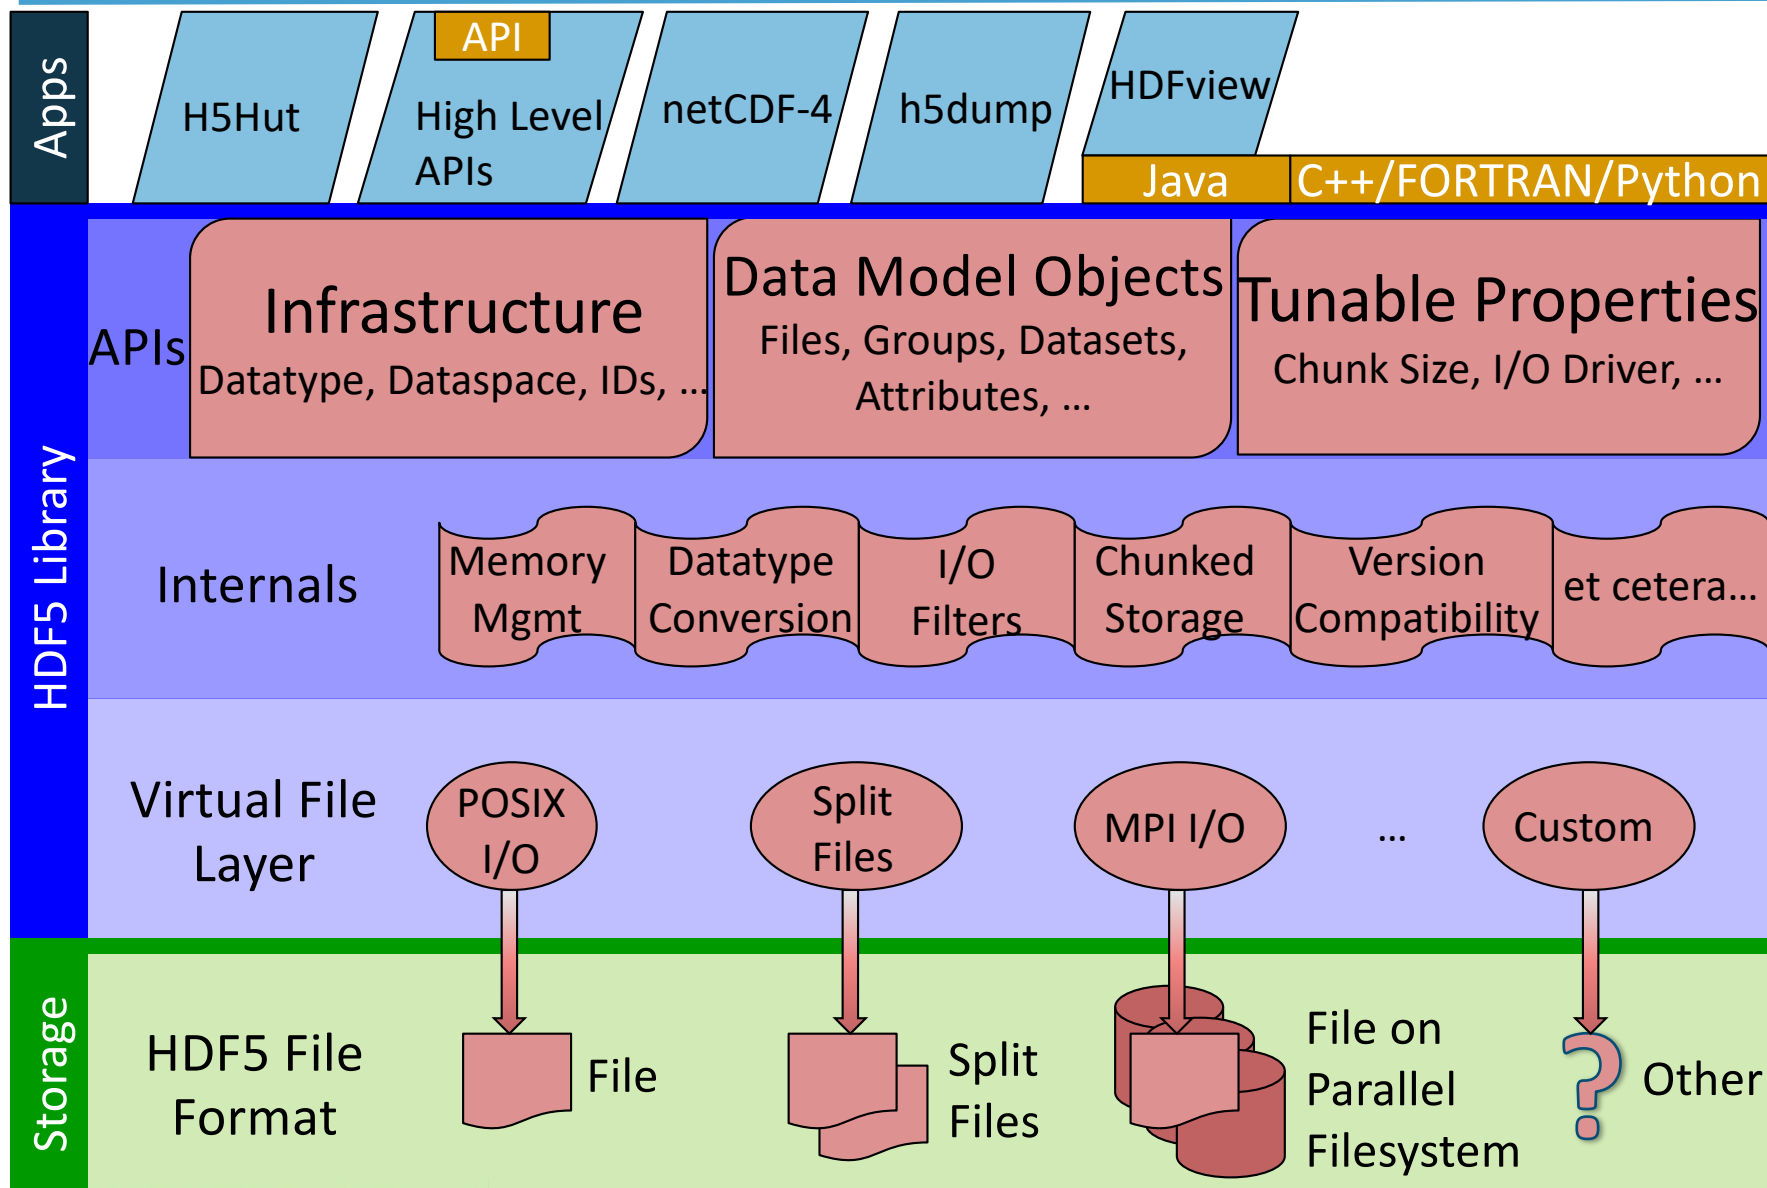 Apps
H5Hut
API
High Level
APIs
netCDF-4
h5dump
HDFview
Java
C++/FORTRAN/Python
HDF5 Library
APIs
Infrastructure
Datatype, Dataspace, IDs, …
Data Model Objects
Files, Groups, Datasets,
Attributes, …
Tunable Properties
Chunk Size, I/O Driver, …
Internals
Memory
Mgmt
Datatype
Conversion
I/O
Filters
Chunked
Storage
Version
Compatibility
et cetera…
Virtual File
Layer
POSIX
I/O
Split
Files
MPI I/O
…
Custom
Storage
HDF5 File
Format
File
Split
Files
File on
Parallel
Filesystem
?
Other